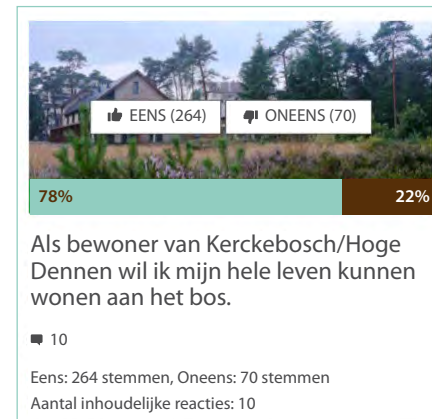 EENS (264) ONEENS (70)
78% 22%
Als bewoner van Kerckebosch/Hoge
Dennen wil ik mijn hele leven kunnen
wonen aan het bos.
10
Eens: 264 stemmen, Oneens: 70 stemmen
Aantal inhoudelijke reacties: 10